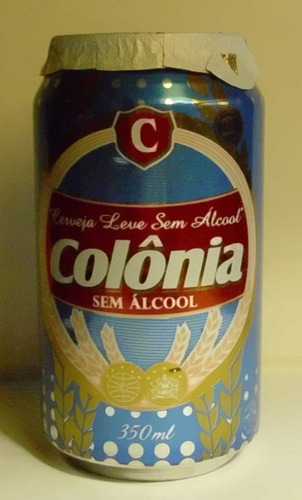 C
"Cerveja Leve Sem Álcool"
Colônia
SEM ÁLCOOL
350ml